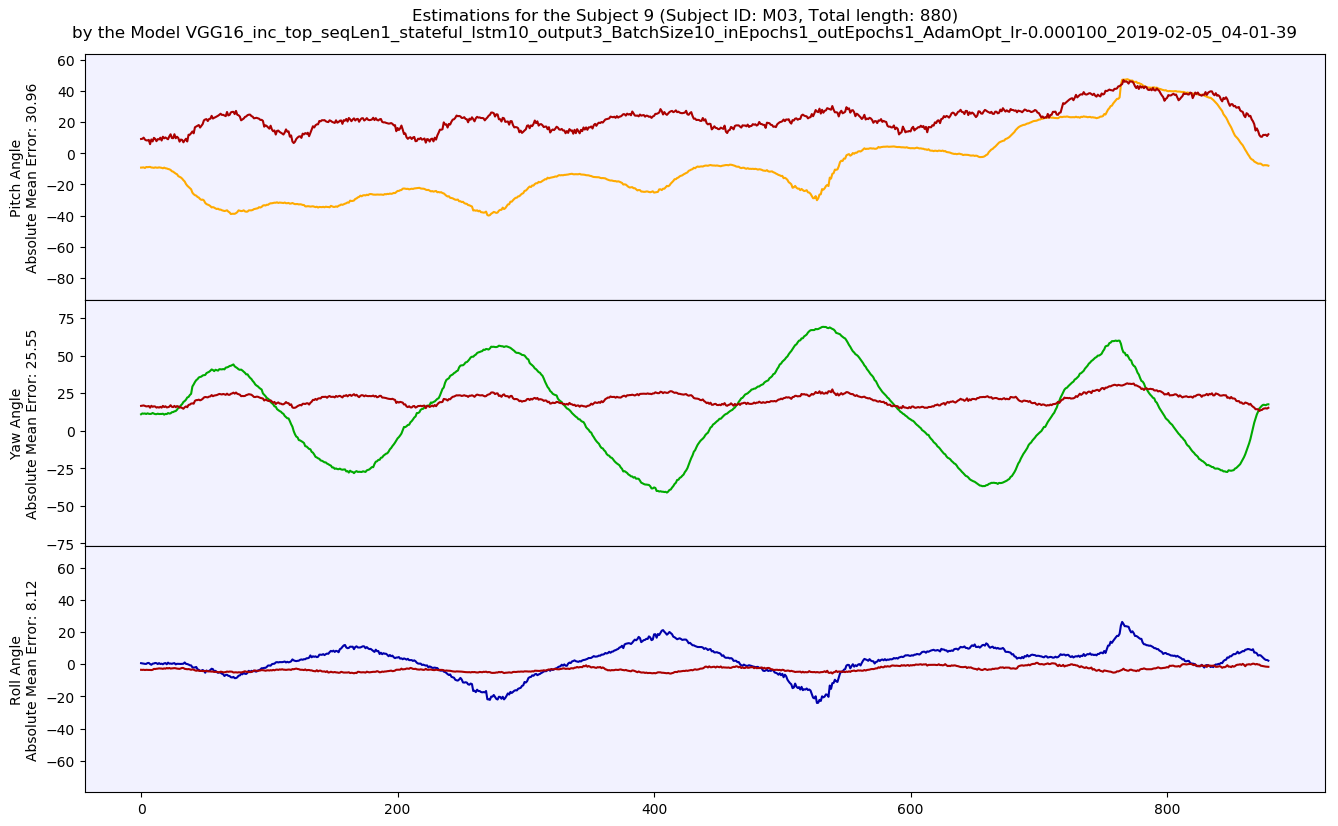 Estimations for the Subject 9 (Subject ID: M03, Total length: 880)
by the Model VGG16_inc_top_seqLen1_stateful_lstm10_output3_BatchSize10_inEpochs1_outEpochs1_AdamOpt_lr-0.000100_2019-02-05_04-01-39
Pitch Angle
Absolute Mean Error: 30.96
60
40
20
0
−20
−40
−60
−80
Yaw Angle
Absolute Mean Error: 25.55
75
50
25
0
−25
−50
−75
Roll Angle
Absolute Mean Error: 8.12
60
40
20
0
−20
−40
−60
0 200 400 600 800